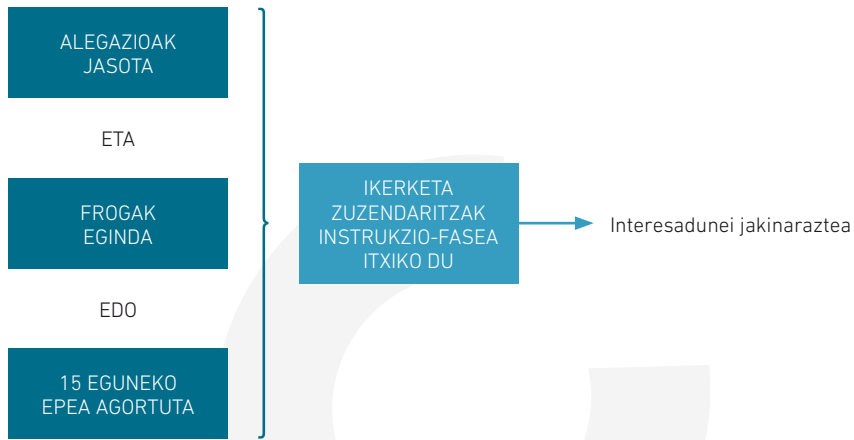 ALEGAZIOAK
JASOTA
ETA
FROGAK
EGINDA
EDO
15 EGUNEKO
EPEA AGORTUTA
IKERKETA
ZUZENDARITZAK
INSTRUKZIO-FASEA
ITXIKO DU
Interesadunei jakinaraztea